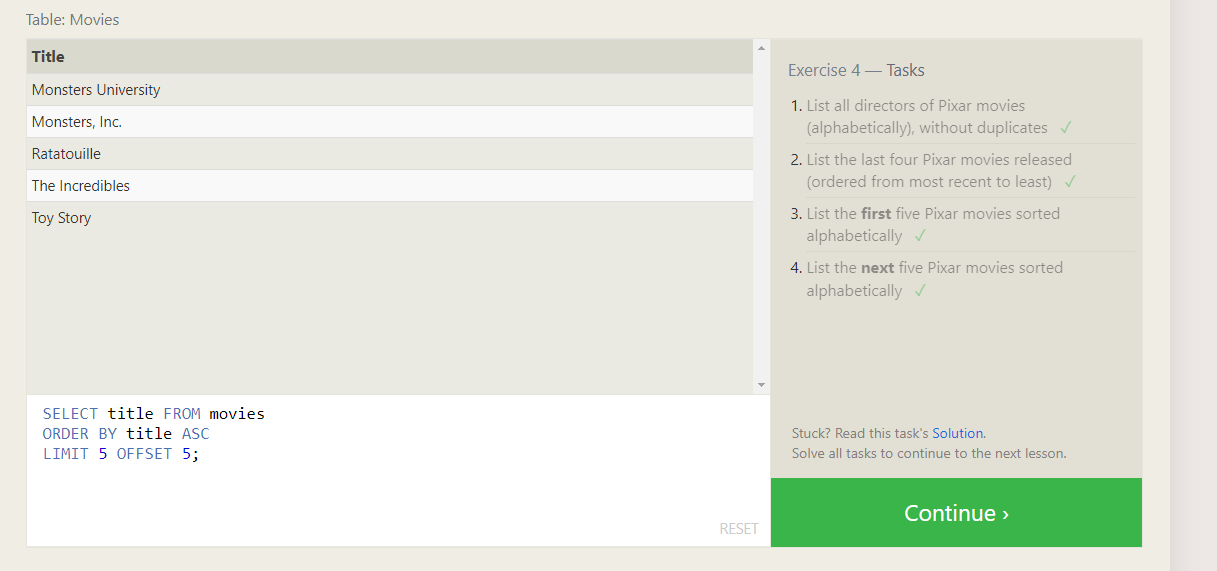 Table: Movies
Title
Monsters University
Monsters, Inc.
Ratatouille
The Incredibles
Toy Story
SELECT title FROM movies
ORDER BY title ASC
LIMIT 5 OFFSET 5;
RESET
Exercise 4 — Tasks
1. List all directors of Pixar movies
(alphabetically), without duplicates ✓
2. List the last four Pixar movies released
(ordered from most recent to least) ✓
3. List the first five Pixar movies sorted
alphabetically ✓
4. List the next five Pixar movies sorted
alphabetically ✓
Stuck? Read this task's Solution.
Solve all tasks to continue to the next lesson.
Continue ›